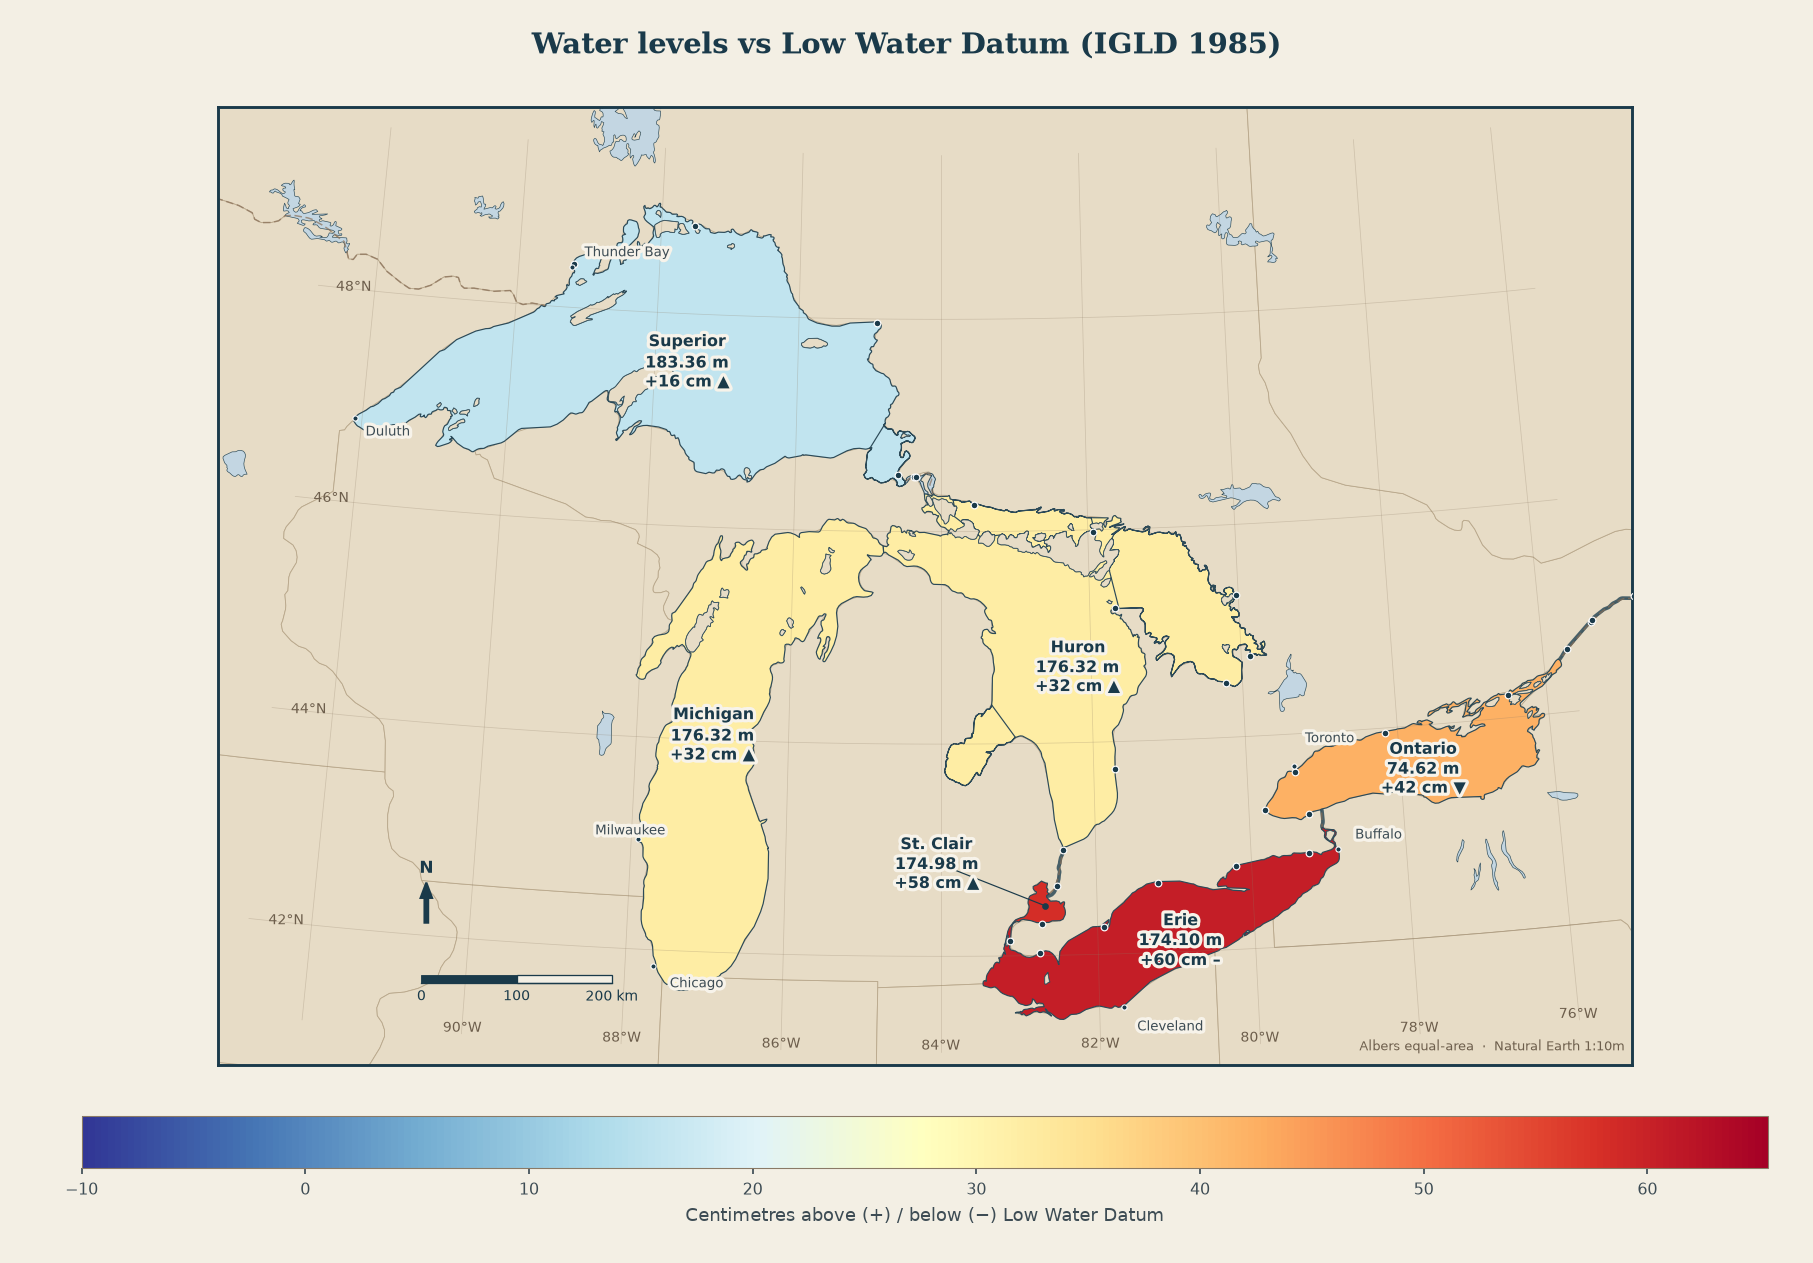 Water levels vs Low Water Datum (IGLD 1985)
Thunder Bay
48°N
Superior
183.36 m
+16 cm ▲
Duluth
46°N
Huron
176.32 m
+32 cm ▲
44°N
Michigan
176.32 m
+32 cm ▲
Toronto
Ontario
74.62 m
+42 cm ▼
Milwaukee
Buffalo
St. Clair
174.98 m
+58 cm ▲
N
42°N
Erie
174.10 m
+60 cm –
Chicago
0 100 200 km
Cleveland
90°W 88°W 86°W 84°W 82°W 80°W 78°W 76°W
Albers equal-area · Natural Earth 1:10m
−10 0 10 20 30 40 50 60
Centimetres above (+) / below (−) Low Water Datum